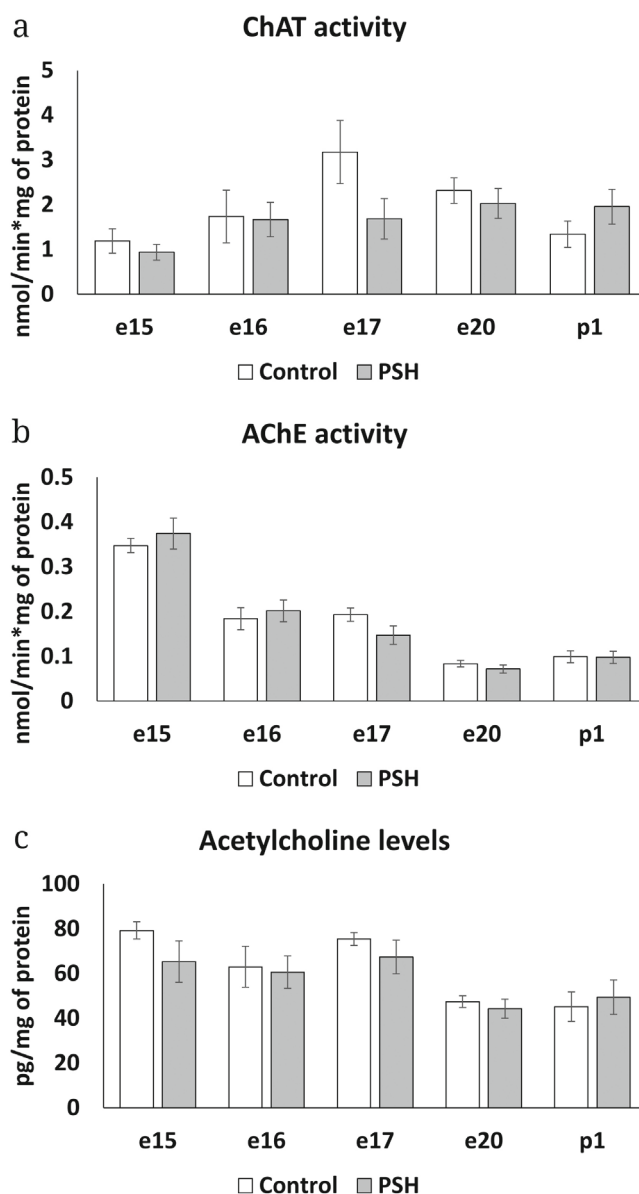 a
ChAT activity
nmol/min*mg of protein
5
4
3
2
1
0
e15 e16 e17 e20 p1
Control PSH
b
AChE activity
nmol/min*mg of protein
0.5
0.4
0.3
0.2
0.1
0
e15 e16 e17 e20 p1
Control PSH
c
Acetylcholine levels
pg/mg of protein
100
80
60
40
20
0
e15 e16 e17 e20 p1
Control PSH